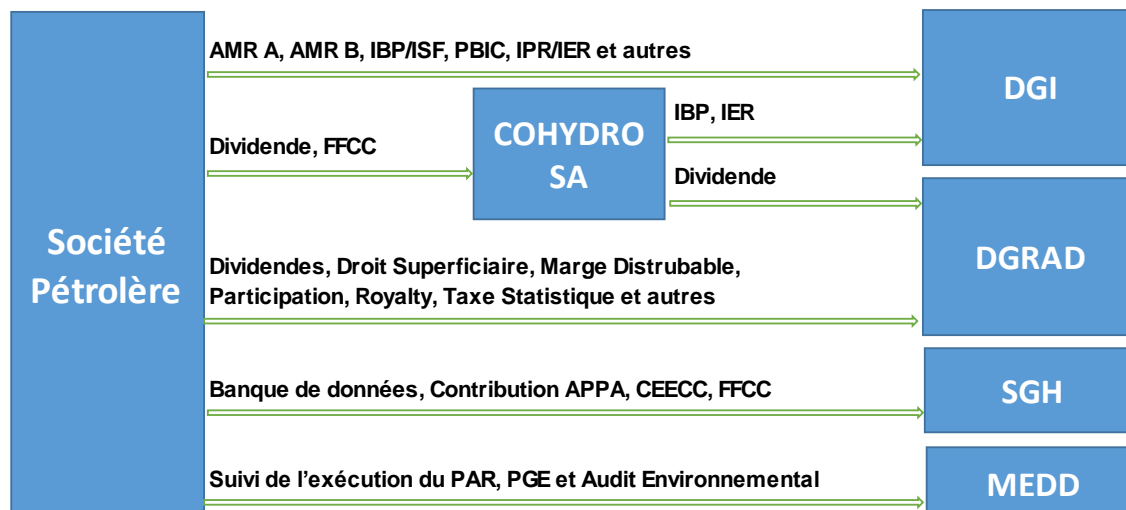 AMR A, AMR B, IBP/ISF, PBIC, IPR/IER et autres
DGI
IBP, IER
COHYDRO
SA
Dividende, FFCC
Dividende
Société
Pétrolère
Dividendes, Droit Superficiaire, Marge Distrubable,
Participation, Royalty, Taxe Statistique et autres
DGRAD
Banque de données, Contribution APPA, CEECC, FFCC
SGH
Suivi de l'exécution du PAR, PGE et Audit Environnemental
MEDD